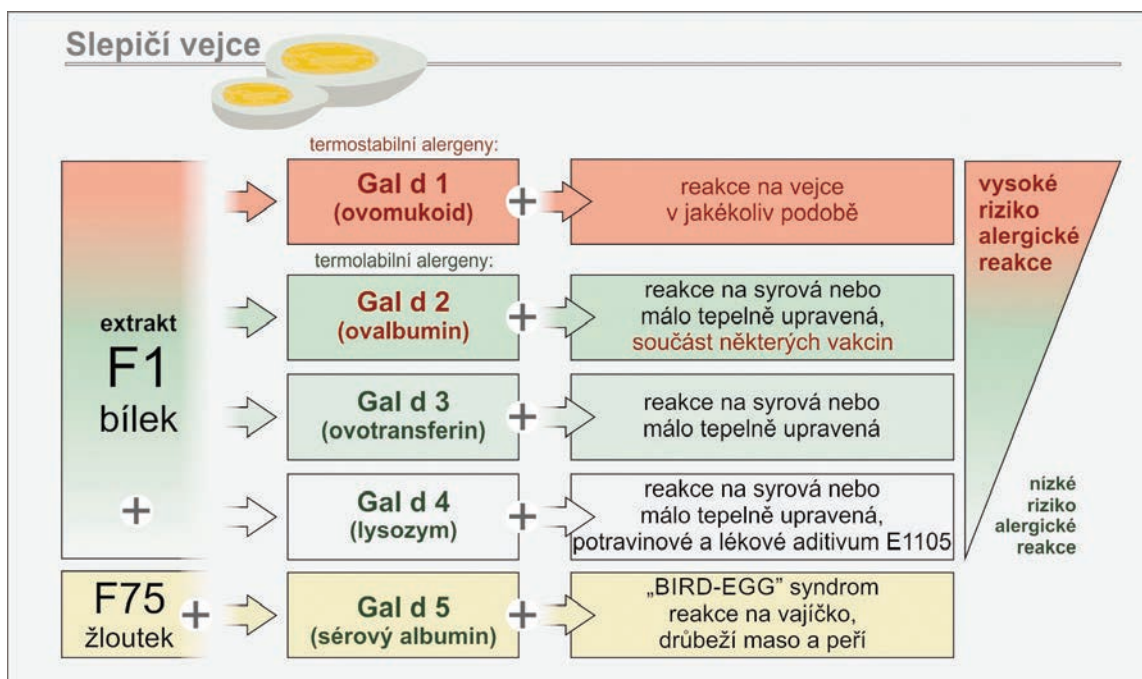 Slepičí vejce
termostabilní alergeny:
extrakt
F1
bílek
+
Gal d 1
(ovomukoid)
+
reakce na vejce
v jakékoliv podobě
termolabilní alergeny:
Gal d 2
(ovalbumin)
+
reakce na syrová nebo
málo tepelně upravená,
součást některých vakcin
Gal d 3
(ovotransferin)
+
reakce na syrová nebo
málo tepelně upravená
Gal d 4
(lysozym)
+
reakce na syrová nebo
málo tepelně upravená,
potravinové a lékové aditivum E1105
vysoké
riziko
alergické
reakce
nízké
riziko
alergické
reakce
F75
žloutek
+
Gal d 5
(sérový albumin)
+
„BIRD-EGG” syndrom
reakce na vajíčko,
drůbeží maso a peří